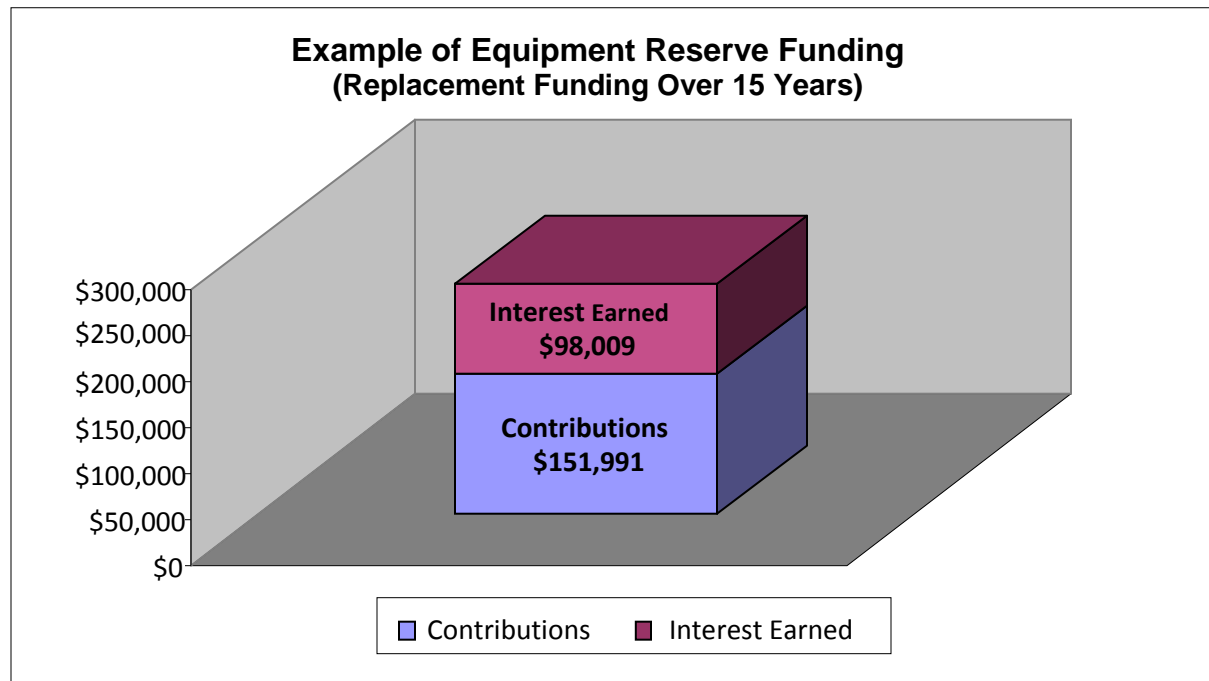 Example of Equipment Reserve Funding
(Replacement Funding Over 15 Years)
$300,000
$250,000
$200,000
$150,000
$100,000
$50,000
$0
Interest Earned
$98,009
Contributions
$151,991
Contributions
Interest Earned